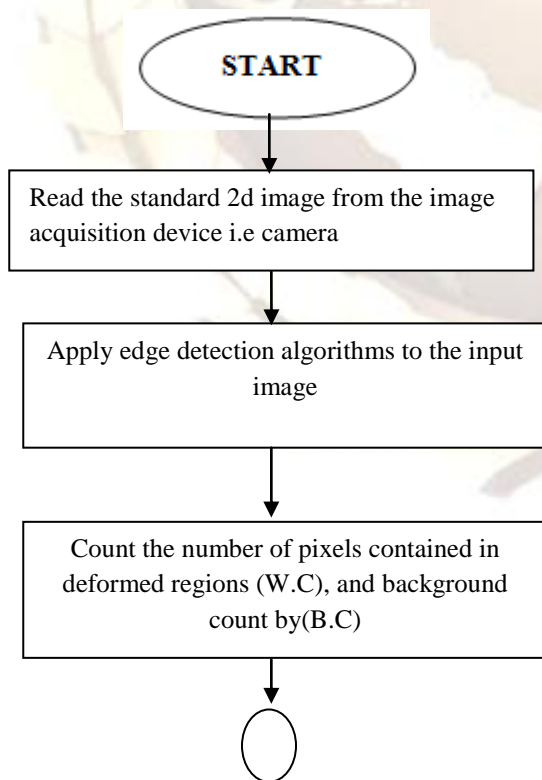 START
Read the standard 2d image from the image
acquisition device i.e camera
Apply edge detection algorithms to the input
image
Count the number of pixels contained in
deformed regions (W.C), and background
count by(B.C)